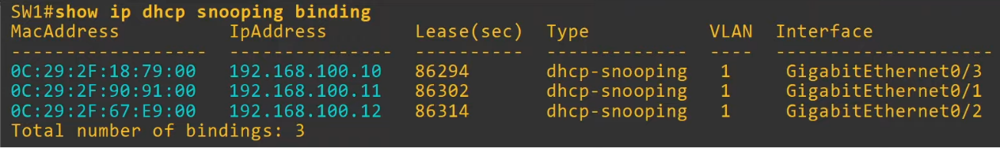 SW1#show ip dhcp snooping binding
MacAddress IpAddress Lease(sec) Type VLAN Interface
------------------ --------------- ---------- ------------- ---- --------------------
0C:29:2F:18:79:00 192.168.100.10 86294 dhcp-snooping 1 GigabitEthernet0/3
0C:29:2F:90:91:00 192.168.100.11 86302 dhcp-snooping 1 GigabitEthernet0/1
0C:29:2F:67:E9:00 192.168.100.12 86314 dhcp-snooping 1 GigabitEthernet0/2
Total number of bindings: 3